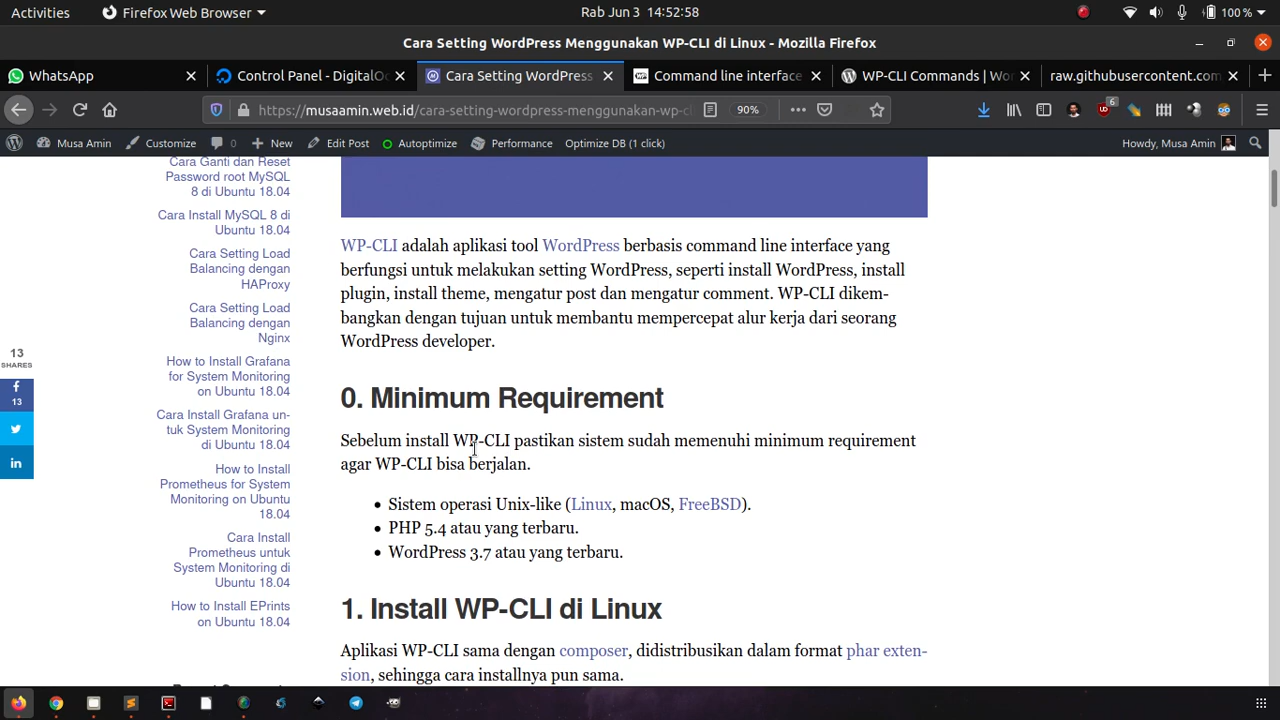 Activities
Firefox Web Browser
Rab Jun 3 14:52:58
100 %
Cara Setting WordPress Menggunakan WP-CLI di Linux - Mozilla Firefox
WhatsApp
Control Panel - DigitalOc
Cara Setting WordPress
Command line interface
WP-CLI Commands | Wo
raw.githubusercontent.com
https://musaamin.web.id/cara-setting-wordpress-menggunakan-wp-cl
90%
6
Musa Amin
Customize
0
New
Edit Post
Autoptimize
Performance
Optimize DB (1 click)
Howdy, Musa Amin
Cara Ganti dan Reset
Password root MySQL
8 di Ubuntu 18.04
Cara Install MySQL 8 di
Ubuntu 18.04
Cara Setting Load
Balancing dengan
HAProxy
Cara Setting Load
Balancing dengan
Nginx
How to Install Grafana
for System Monitoring
on Ubuntu 18.04
Cara Install Grafana un-
tuk System Monitoring
di Ubuntu 18.04
How to Install
Prometheus for System
Monitoring on Ubuntu
18.04
Cara Install
Prometheus untuk
System Monitoring di
Ubuntu 18.04
How to Install EPrints
on Ubuntu 18.04
13
SHARES
13
WP-CLI adalah aplikasi tool WordPress berbasis command line interface yang
berfungsi untuk melakukan setting WordPress, seperti install WordPress, install
plugin, install theme, mengatur post dan mengatur comment. WP-CLI dikem-
bangkan dengan tujuan untuk membantu mempercepat alur kerja dari seorang
WordPress developer.
0. Minimum Requirement
Sebelum install WP-CLI pastikan sistem sudah memenuhi minimum requirement
agar WP-CLI bisa berjalan.
• Sistem operasi Unix-like (Linux, macOS, FreeBSD).
• PHP 5.4 atau yang terbaru.
• WordPress 3.7 atau yang terbaru.
1. Install WP-CLI di Linux
Aplikasi WP-CLI sama dengan composer, didistribusikan dalam format phar exten-
sion, sehingga cara installnya pun sama.